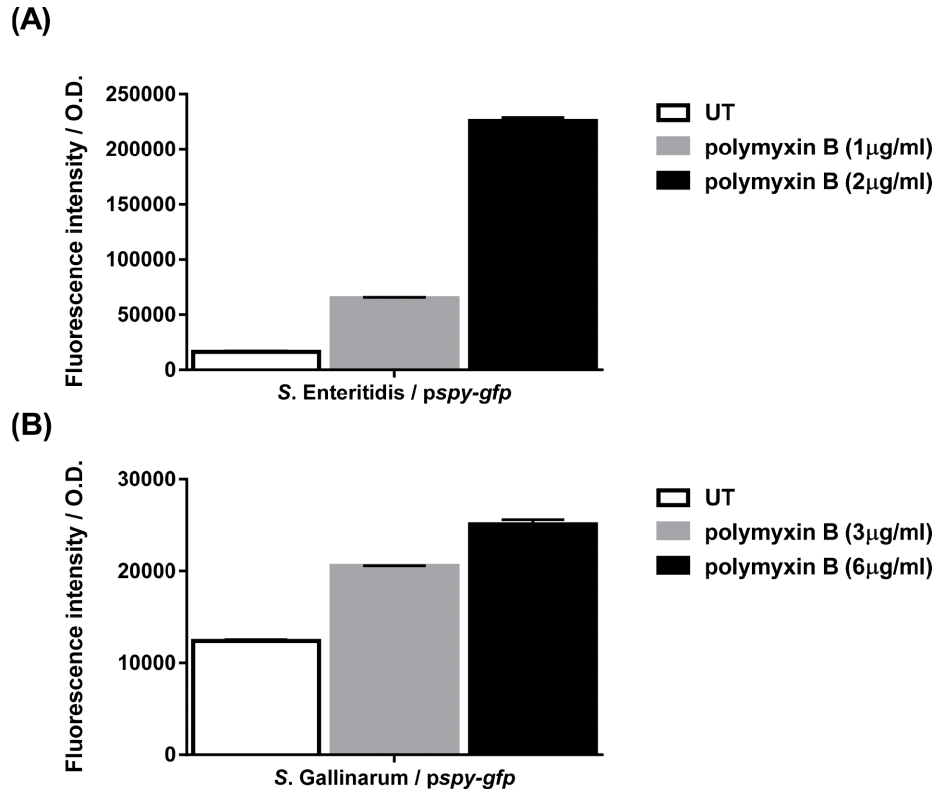 (A)
Fluorescence intensity / O.D.
250000
200000
150000
100000
50000
0
S. Enteritidis / pspy-gfp
UT
polymyxin B (1μg/ml)
polymyxin B (2μg/ml)
(B)
Fluorescence intensity / O.D.
30000
20000
10000
0
S. Gallinarum / pspy-gfp
UT
polymyxin B (3μg/ml)
polymyxin B (6μg/ml)